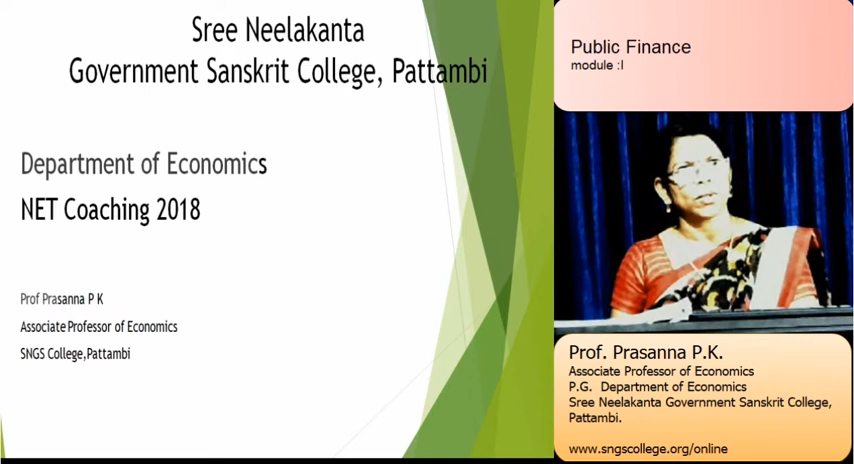 Sree Neelakanta
Government Sanskrit College, Pattambi
Department of Economics
NET Coaching 2018
Prof Prasanna P K
Associate Professor of Economics
SNGS College,Pattambi
Public Finance
module :I
Prof. Prasanna P.K.
Associate Professor of Economics
P.G. Department of Economics
Sree Neelakanta Government Sanskrit College,
Pattambi.
www.sngscollege.org/online